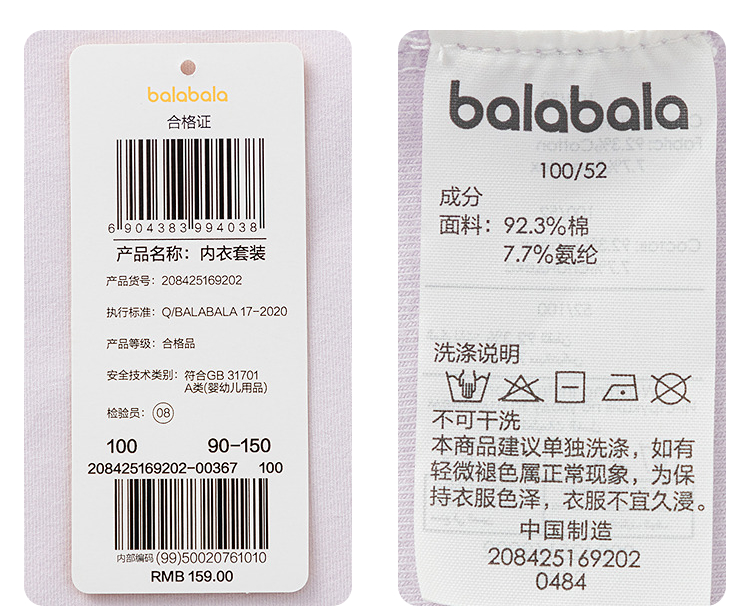 balabala
合格证
6 904383 994038
产品名称：内衣套装
产品货号：208425169202
执行标准：Q/BALABALA 17-2020
产品等级：合格品
安全技术类别：符合GB 31701
A类(婴幼儿用品)
检验员：08
100 90-150
208425169202-00367 100
内部编码 (99)50020761010
RMB 159.00
balabala
100/52
成分
面料：92.3%棉
7.7%氨纶
洗涤说明
不可干洗
本商品建议单独洗涤，如有
轻微褪色属正常现象，为保
持衣服色泽，衣服不宜久浸。
中国制造
208425169202
0484